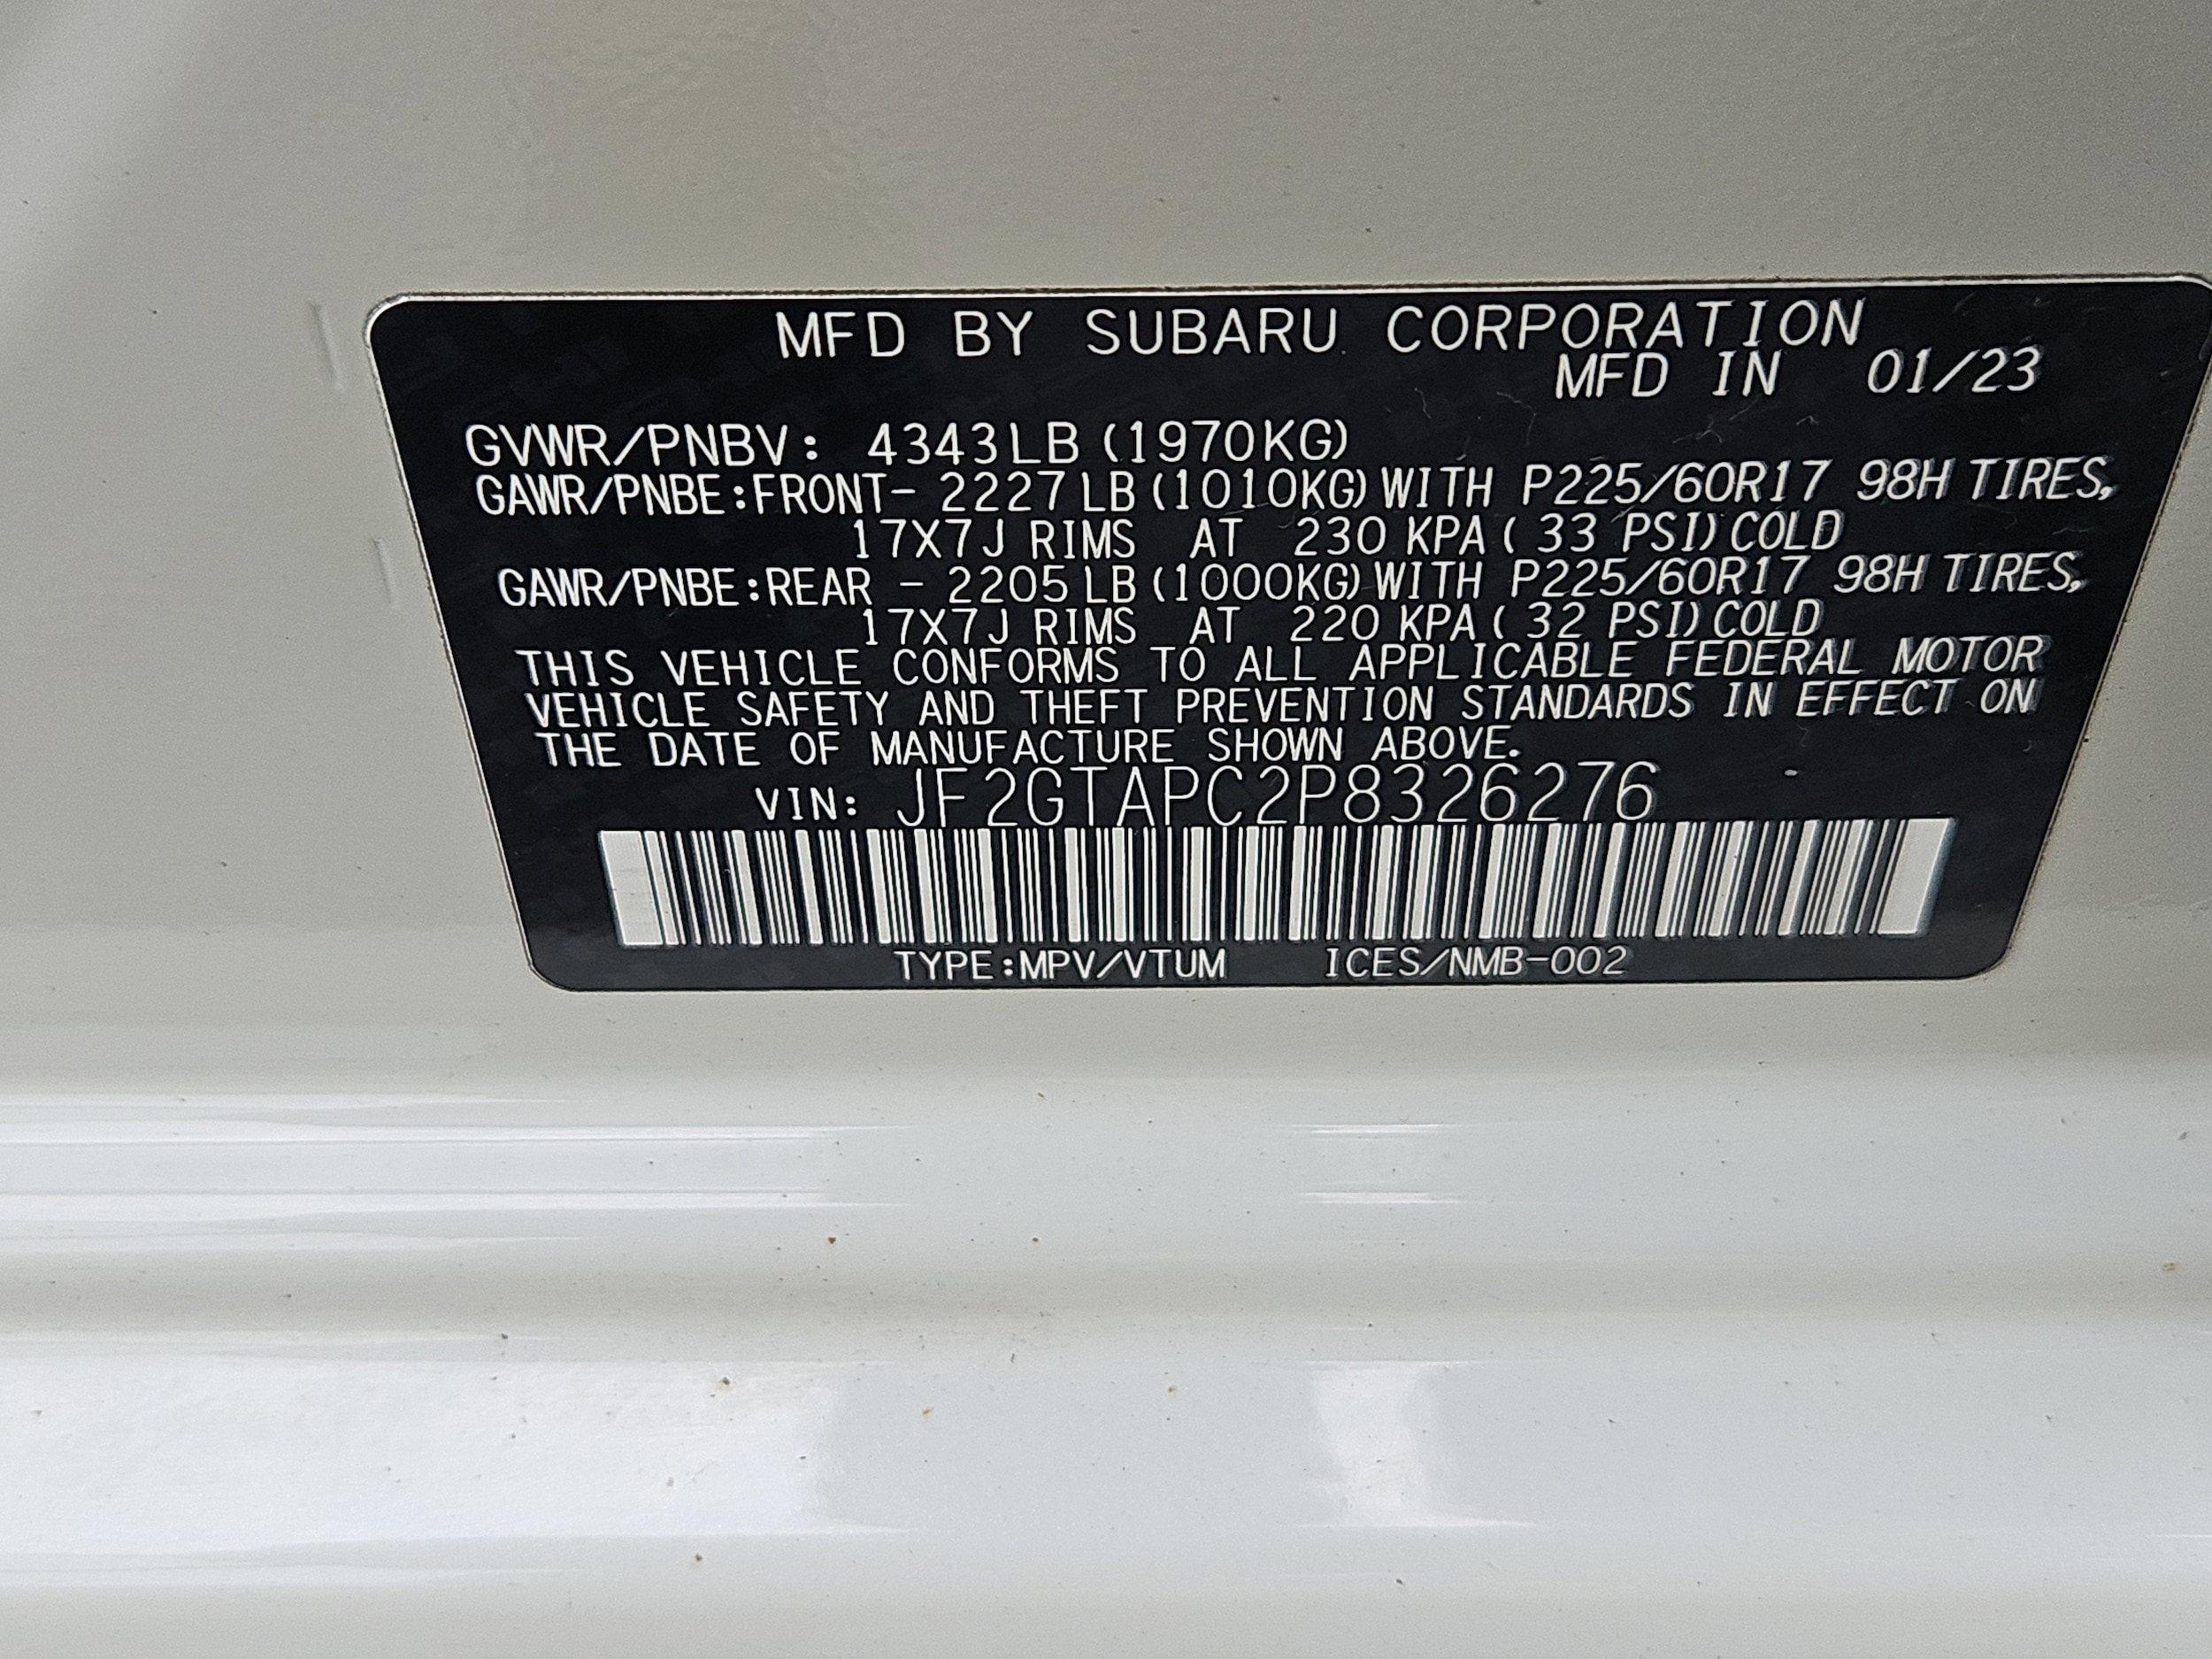 MFD BY SUBARU CORPORATION
MFD IN 01/23
GVWR/PNBV: 4343LB (1970KG)
GAWR/PNBE:FRONT- 2227LB (1010KG) WITH P225/60R17 98H TIRES,
17X7J RIMS AT 230 KPA ( 33 PSI) COLD
GAWR/PNBE:REAR - 2205LB (1000KG) WITH P225/60R17 98H TIRES,
17X7J RIMS AT 220 KPA ( 32 PSI) COLD
THIS VEHICLE CONFORMS TO ALL APPLICABLE FEDERAL MOTOR
VEHICLE SAFETY AND THEFT PREVENTION STANDARDS IN EFFECT ON
THE DATE OF MANUFACTURE SHOWN ABOVE.
VIN: JF2GTAPC2P8326276
TYPE:MPV/VTUM ICES/NMB-002